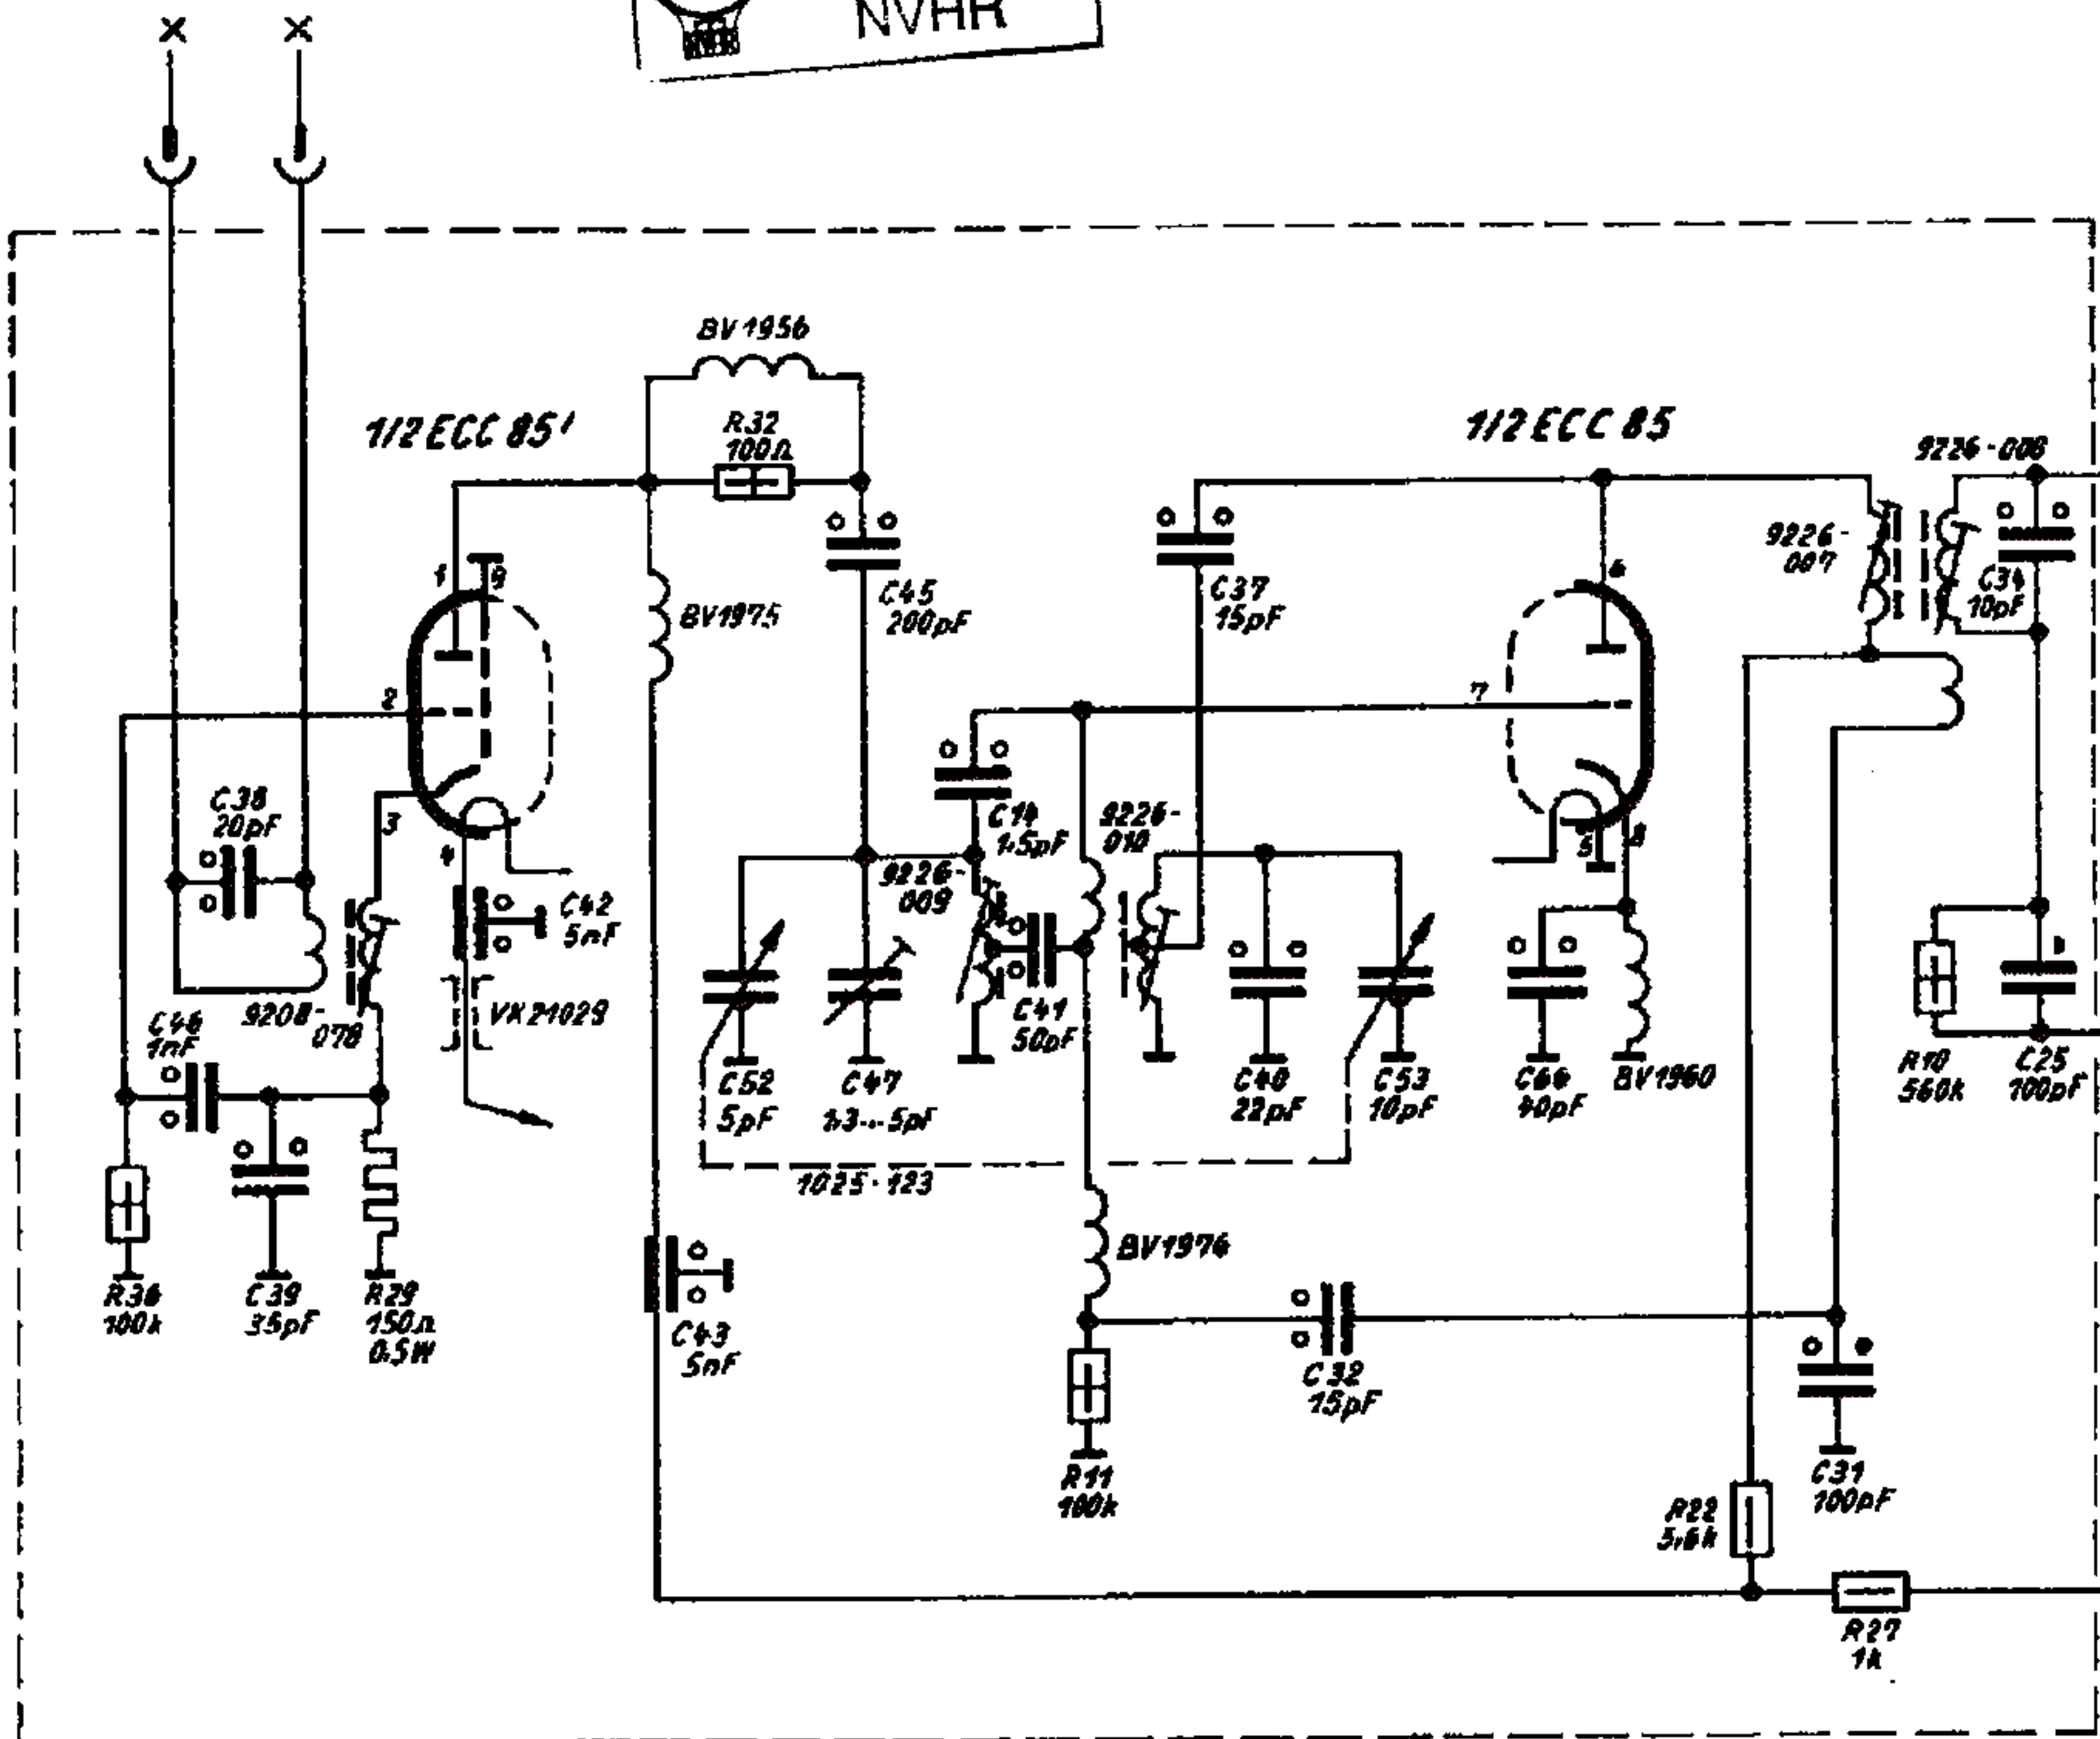 x x
NVHR
BV1956
1/2 ECC 85'
R32
100Ω
1/2 ECC 85
9226-008
9226-
007
C34
10pF
1
9
BV1975
C45
200pF
C37
15pF
6
2
7
C38
20pF
3
4
C14
1,5pF
9226-
010
5
8
9226-
009
C42
5nF
C41
50pF
9208-
078
VK21029
C46
1nF
C52
5pF
C47
C40
22pF
C53
10pF
C66
40pF
BV1960
R10
560k
C25
100pF
1025-123
R36
100k
C39
35pF
R29
150Ω
0,5W
BV1976
C43
5nF
C32
15pF
R11
100k
C31
100pF
R22
5,6k
R27
1k